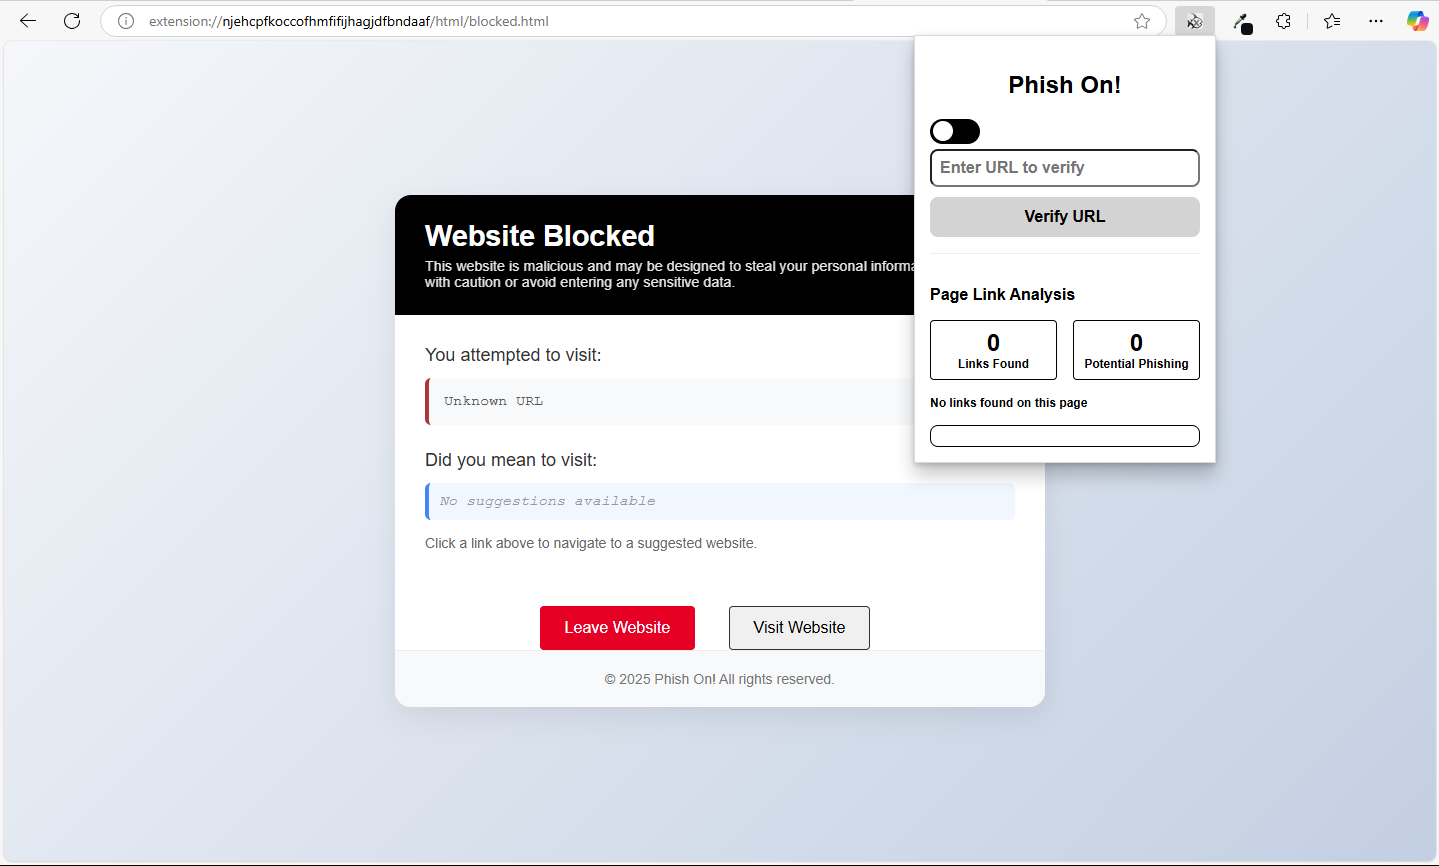 extension://njehcpfkoccofhmfifijhagjdfbndaaf/html/blocked.html
Phish On!
Enter URL to verify
Verify URL
Page Link Analysis
0
Links Found
0
Potential Phishing
No links found on this page
Website Blocked
This website is malicious and may be designed to steal your personal
with caution or avoid entering any sensitive data.
You attempted to visit:
Unknown URL
Did you mean to visit:
No suggestions available
Click a link above to navigate to a suggested website.
Leave Website
Visit Website
© 2025 Phish On! All rights reserved.